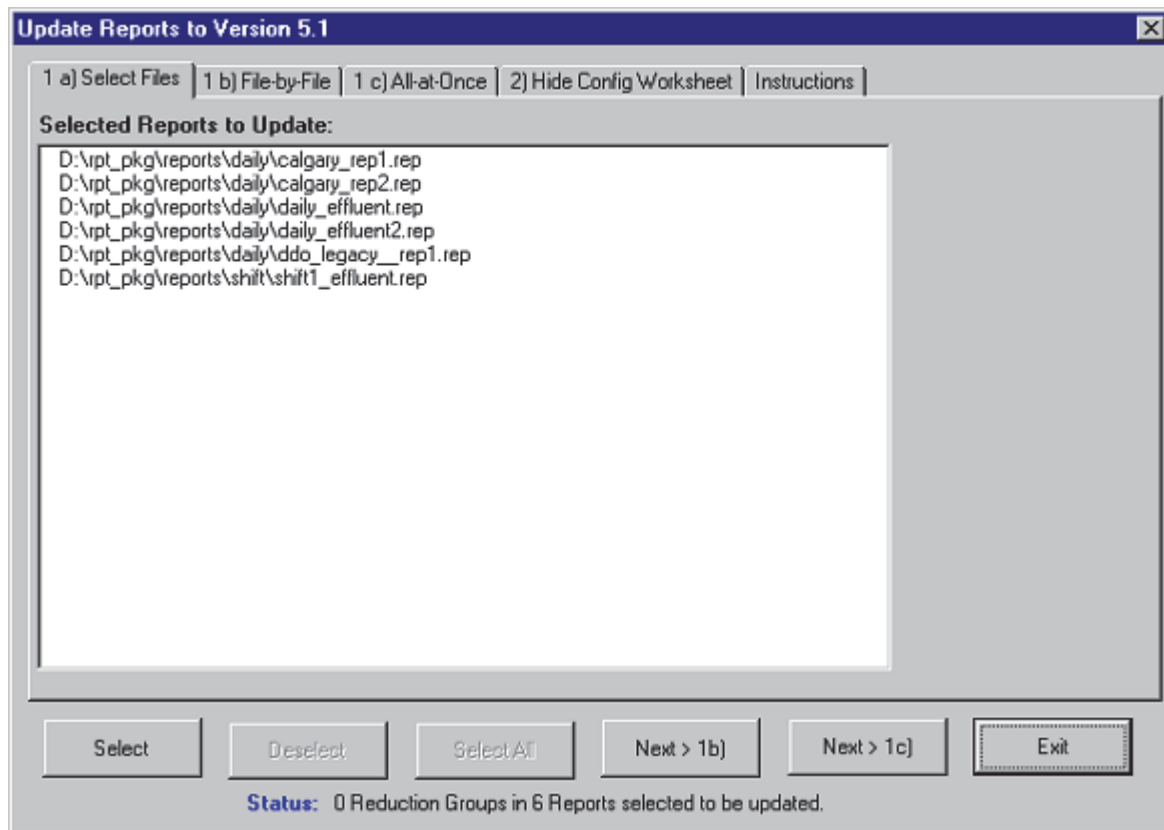 Update Reports to Version 5.1
1 a) Select Files 1 b) File-by-File 1 c) All-at-Once 2) Hide Config Worksheet Instructions
Selected Reports to Update:
D:\rpt_pkg\reports\daily\calgary_rep1.rep
D:\rpt_pkg\reports\daily\calgary_rep2.rep
D:\rpt_pkg\reports\daily\daily_effluent.rep
D:\rpt_pkg\reports\daily\daily_effluent2.rep
D:\rpt_pkg\reports\daily\ddo_legacy__rep1.rep
D:\rpt_pkg\reports\shift\shift1_effluent.rep
Select Deselect Select All Next > 1b) Next > 1c) Exit
Status: 0 Reduction Groups in 6 Reports selected to be updated.